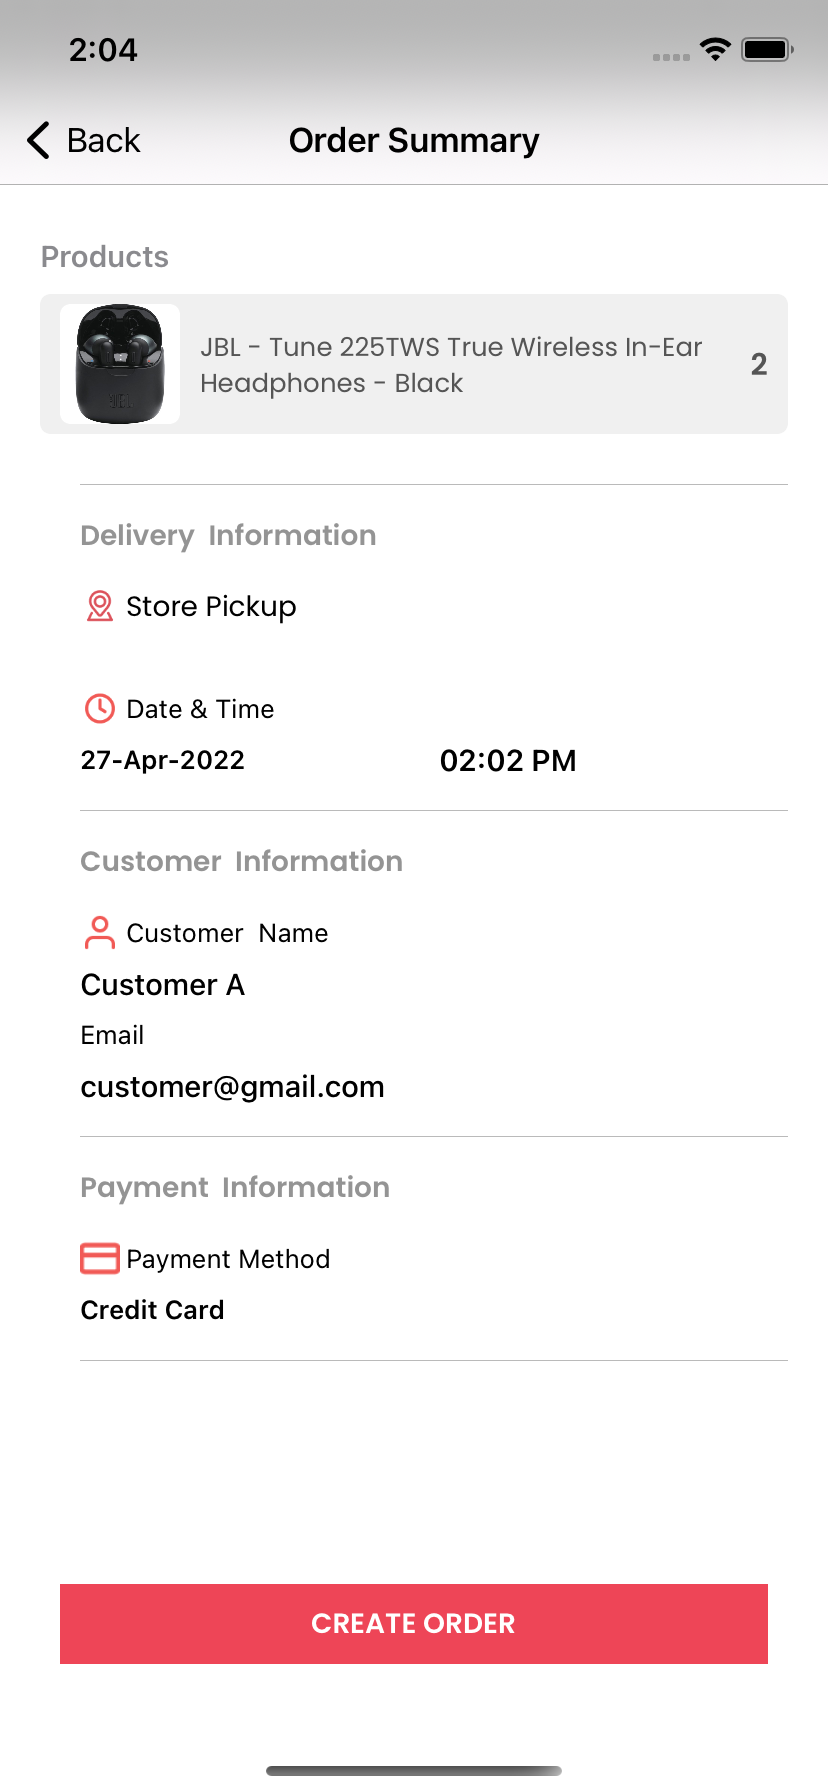 2:04
Back
Order Summary
Products
JBL - Tune 225TWS True Wireless In-Ear
Headphones - Black
2
JBL
Delivery Information
Store Pickup
Date & Time
27-Apr-2022 02:02 PM
Customer Information
Customer Name
Customer A
Email
customer@gmail.com
Payment Information
Payment Method
Credit Card
CREATE ORDER